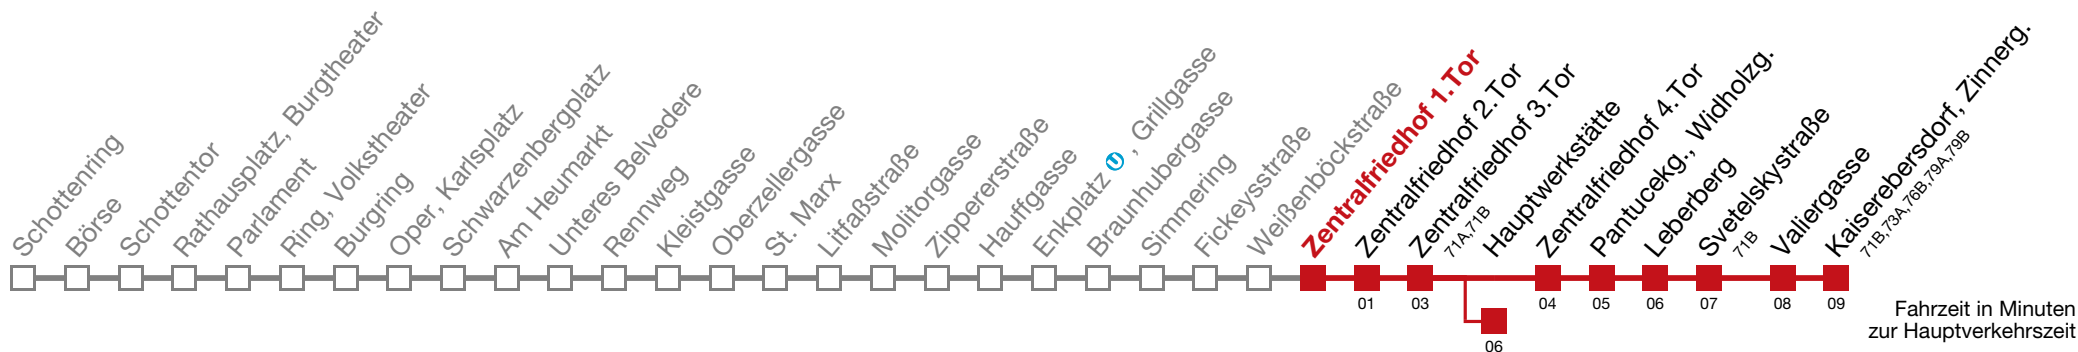 Schottenring
Börse
Schottentor
Rathausplatz, Burgtheater
Parlament
Ring, Volkstheater
Burgring
Oper, Karlsplatz
Schwarzenbergplatz
Am Heumarkt
Unteres Belvedere
Rennweg
Kleistgasse
Oberzellergasse
St. Marx
Litfaßstraße
Molitorgasse
Zippererstraße
Hauffgasse
Enkplatz U, Grillgasse
Braunhubergasse
Simmering
Fickeysstraße
Weißenböckstraße
Zentralfriedhof 1.Tor
Zentralfriedhof 2.Tor
Zentralfriedhof 3.Tor
71A,71B
Hauptwerkstätte
Zentralfriedhof 4.Tor
Pantucekg., Widholzg.
Leberberg
Svetelskystraße
71B
Valiergasse
Kaiserebersdorf, Zinnerg.
71B,73A,76B,79A,79B
01
03
04
05
06
07
08
09
06
Fahrzeit in Minuten
zur Hauptverkehrszeit